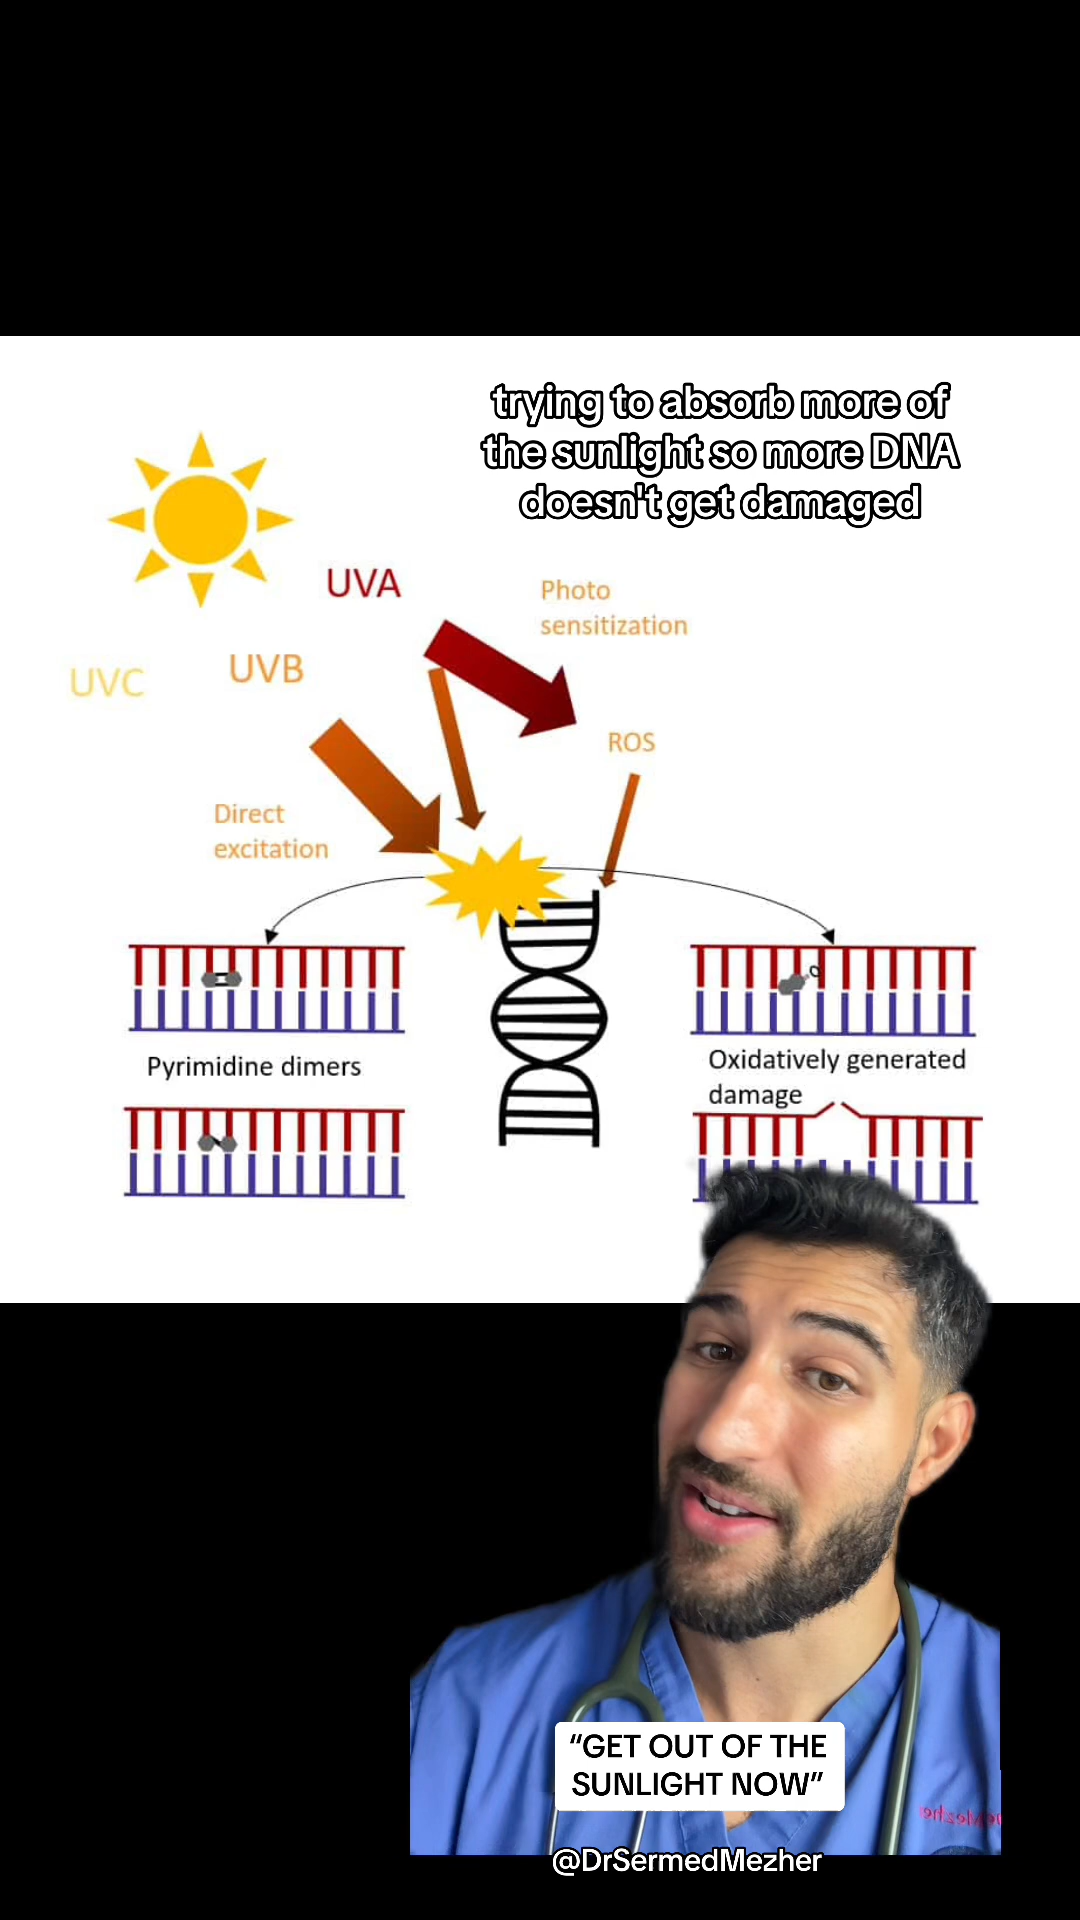 trying to absorb more of
the sunlight so more DNA
doesn't get damaged
UVA
Photo
sensitization
UVC
UVB
ROS
Direct
excitation
Pyrimidine dimers
Oxidatively generated
damage
“GET OUT OF THE
SUNLIGHT NOW”
@DrSermedMezher